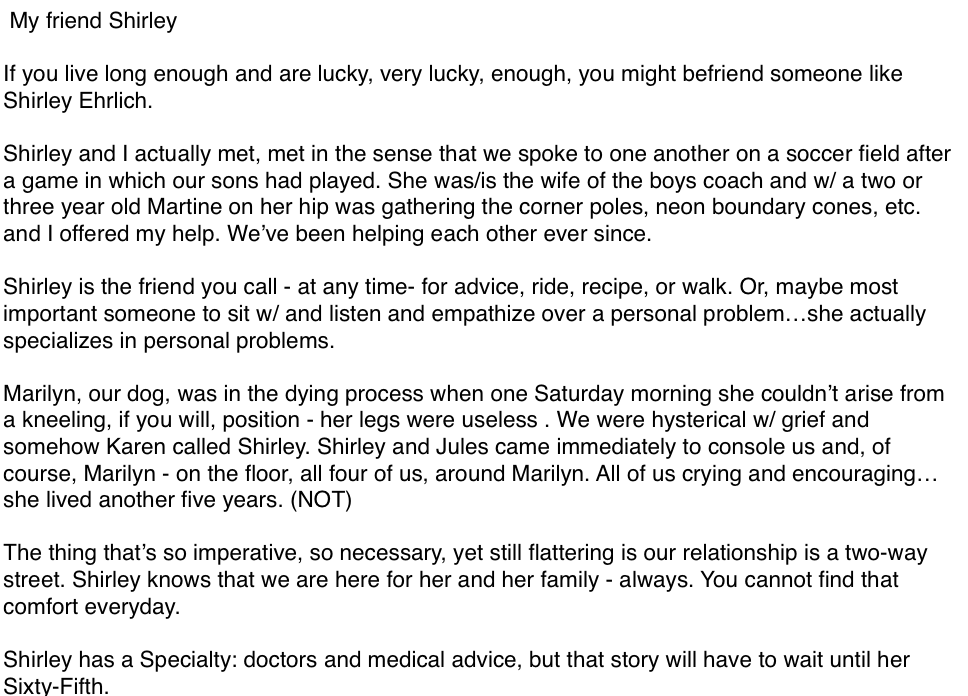 My friend Shirley
If you live long enough and are lucky, very lucky, enough, you might befriend someone like
Shirley Ehrlich.
Shirley and I actually met, met in the sense that we spoke to one another on a soccer field after
a game in which our sons had played. She was/is the wife of the boys coach and w/ a two or
three year old Martine on her hip was gathering the corner poles, neon boundary cones, etc.
and I offered my help. We’ve been helping each other ever since.
Shirley is the friend you call - at any time- for advice, ride, recipe, or walk. Or, maybe most
important someone to sit w/ and listen and empathize over a personal problem…she actually
specializes in personal problems.
Marilyn, our dog, was in the dying process when one Saturday morning she couldn’t arise from
a kneeling, if you will, position - her legs were useless . We were hysterical w/ grief and
somehow Karen called Shirley. Shirley and Jules came immediately to console us and, of
course, Marilyn - on the floor, all four of us, around Marilyn. All of us crying and encouraging…
she lived another five years. (NOT)
The thing that’s so imperative, so necessary, yet still flattering is our relationship is a two-way
street. Shirley knows that we are here for her and her family - always. You cannot find that
comfort everyday.
Shirley has a Specialty: doctors and medical advice, but that story will have to wait until her
Sixty-Fifth.